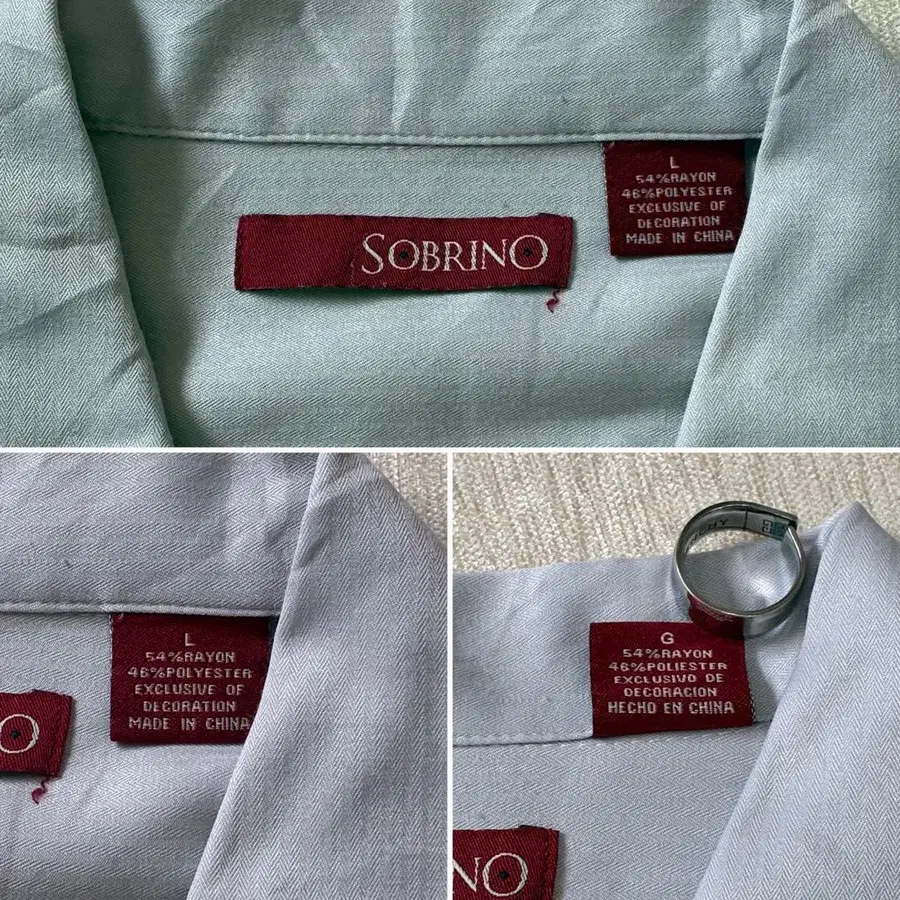 SOBRINO
L
54%RAYON
46%POLYESTER
EXCLUSIVE OF
DECORATION
MADE IN CHINA
L
54%RAYON
46%POLYESTER
EXCLUSIVE OF
DECORATION
MADE IN CHINA
O
G
54%RAYON
46%POLIESTER
EXCLUSIVO DE
DECORACION
HECHO EN CHINA
NO